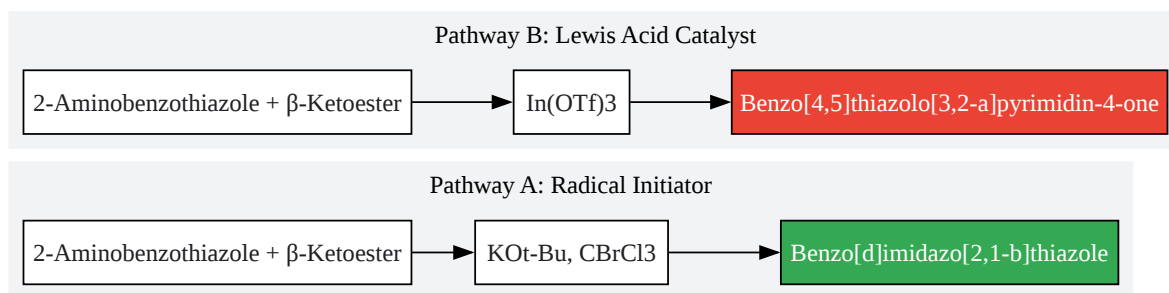 Pathway B: Lewis Acid Catalyst
2-Aminobenzothiazole + β-Ketoester
In(OTf)3
Benzo[4,5]thiazolo[3,2-a]pyrimidin-4-one
Pathway A: Radical Initiator
2-Aminobenzothiazole + β-Ketoester
KOt-Bu, CBrCl3
Benzo[d]imidazo[2,1-b]thiazole